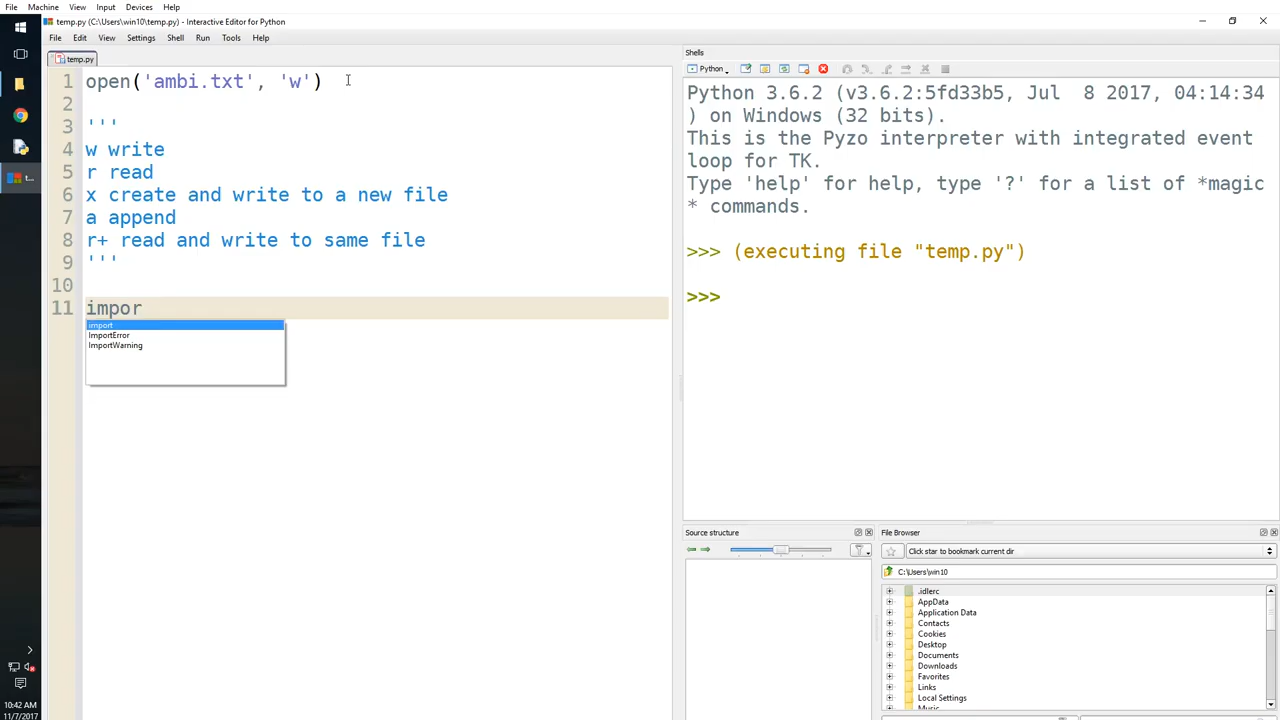 File Machine View Input Devices Help
temp.py (C:\Users\win10\temp.py) - Interactive Editor for Python
File Edit View Settings Shell Run Tools Help
temp.py
1 open('ambi.txt', 'w')
2
3 '''
4 w write
5 r read
6 x create and write to a new file
7 a append
8 r+ read and write to same file
9 '''
10
11 impor
import
ImportError
ImportWarning
Shells
Python
Python 3.6.2 (v3.6.2:5fd33b5, Jul  8 2017, 04:14:34
) on Windows (32 bits).
This is the Pyzo interpreter with integrated event
loop for TK.
Type 'help' for help, type '?' for a list of *magic
* commands.
>>> (executing file "temp.py")
>>>
Source structure
File Browser
Click star to bookmark current dir
C:\Users\win10
.idlerc
AppData
Application Data
Contacts
Cookies
Desktop
Documents
Downloads
Favorites
Links
Local Settings
Music
t...
10:42 AM
11/7/2017